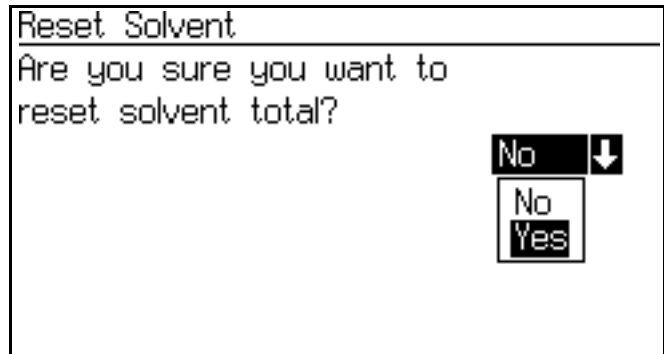 Reset Solvent
Are you sure you want to
reset solvent total?
No
No
Yes